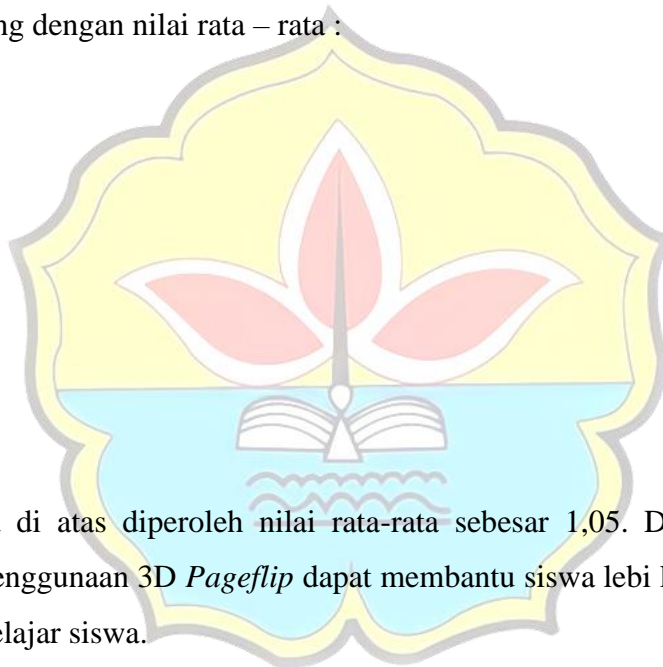 ng dengan nilai rata – rata :
di atas diperoleh nilai rata-rata sebesar 1,05. D
enggunaan 3D Pageflip dapat membantu siswa lebi
elajar siswa.